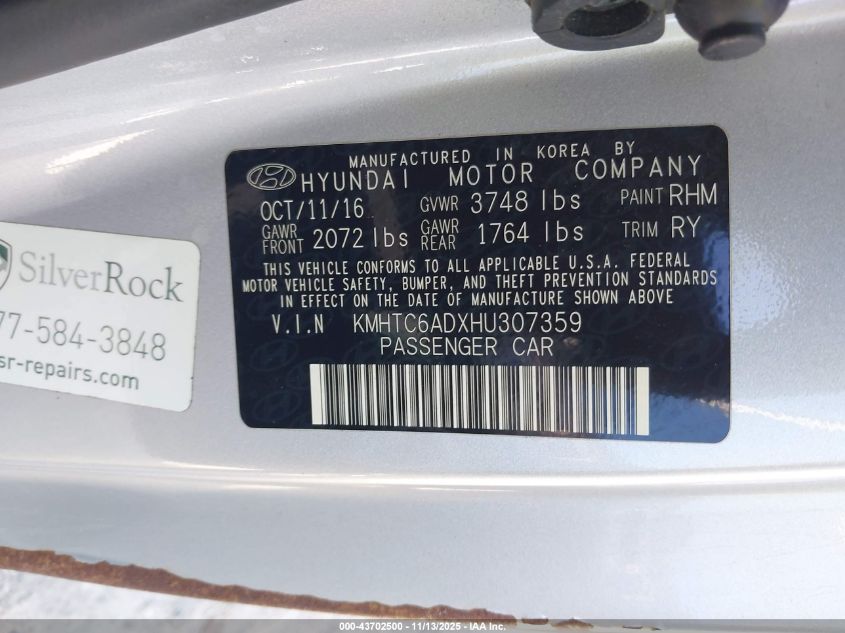 MANUFACTURED IN KOREA BY
HYUNDAI MOTOR COMPANY
OCT/11/16 GVWR 3748 lbs PAINT RHM
GAWR FRONT 2072 lbs GAWR REAR 1764 lbs TRIM RY
THIS VEHICLE CONFORMS TO ALL APPLICABLE U.S.A. FEDERAL
MOTOR VEHICLE SAFETY, BUMPER, AND THEFT PREVENTION STANDARDS
IN EFFECT ON THE DATE OF MANUFACTURE SHOWN ABOVE
V.I.N KMHTC6ADXHU307359
PASSENGER CAR
SilverRock
77-584-3848
sr-repairs.com
000-43702500 - 11/13/2025 - IAA, Inc.